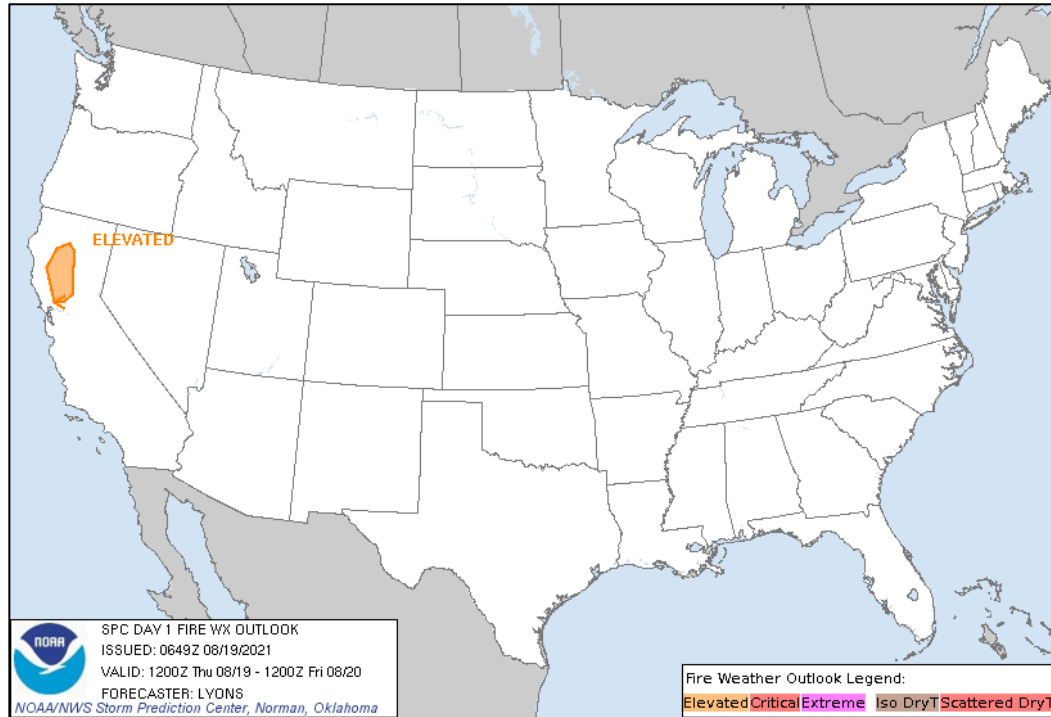 ELEVATED
NOAA
SPC DAY 1 FIRE WX OUTLOOK
ISSUED: 0649Z 08/19/2021
VALID: 1200Z Thu 08/19 - 1200Z Fri 08/20
FORECASTER: LYONS
NOAA/NWS Storm Prediction Center, Norman, Oklahoma
Fire Weather Outlook Legend:
Elevated Critical Extreme Iso DryT Scattered DryT